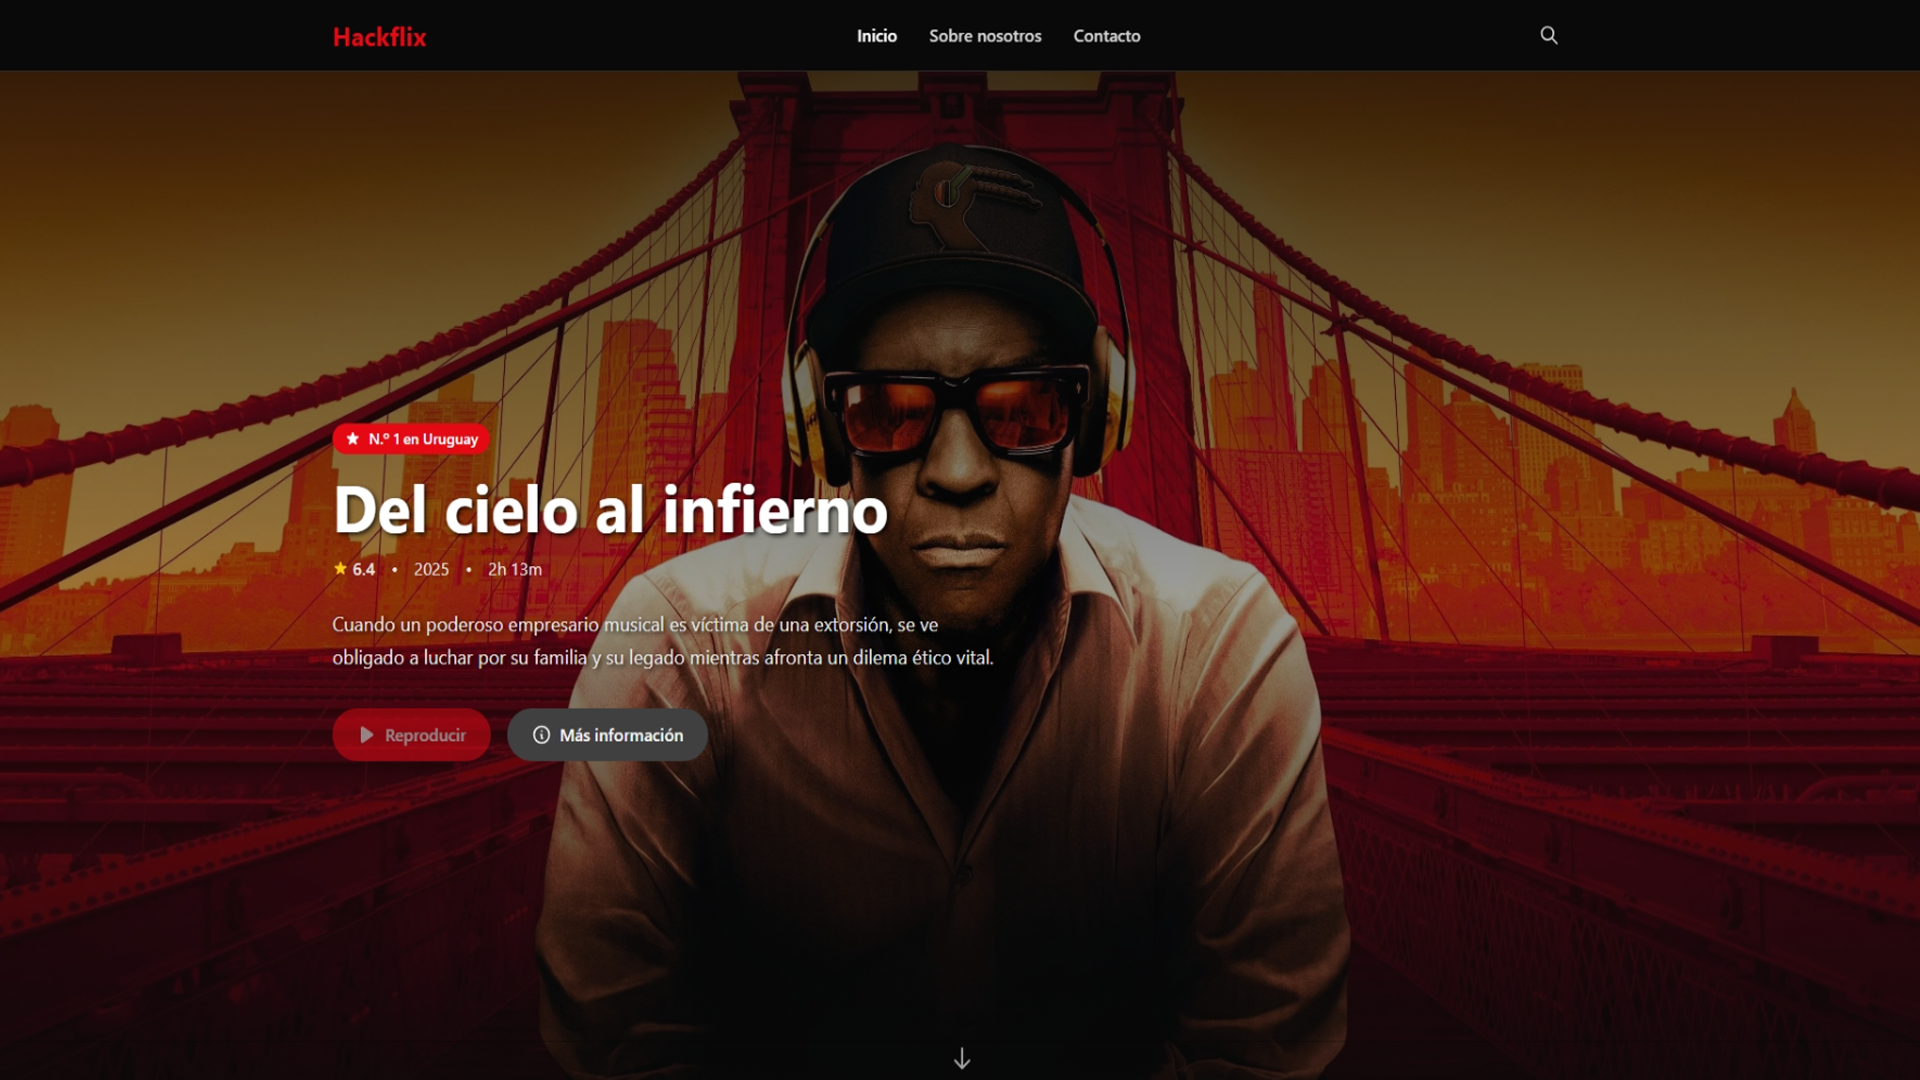 Hackflix
Inicio
Sobre nosotros
Contacto
N.º 1 en Uruguay
Del cielo al infierno
6.4 • 2025 • 2h 13m
Cuando un poderoso empresario musical es víctima de una extorsión, se ve
obligado a luchar por su familia y su legado mientras afronta un dilema ético vital.
Reproducir
Más información